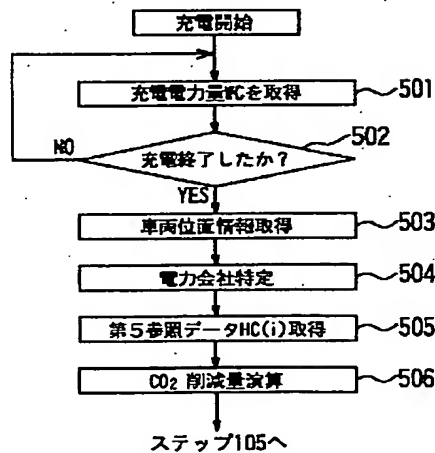 充電開始
充電電力量WCを取得
501
充電終了したか?
502
NO
YES
車両位置情報取得
503
電力会社特定
504
第5参照データHC(i)取得
505
CO₂ 削減量演算
506
ステップ105へ